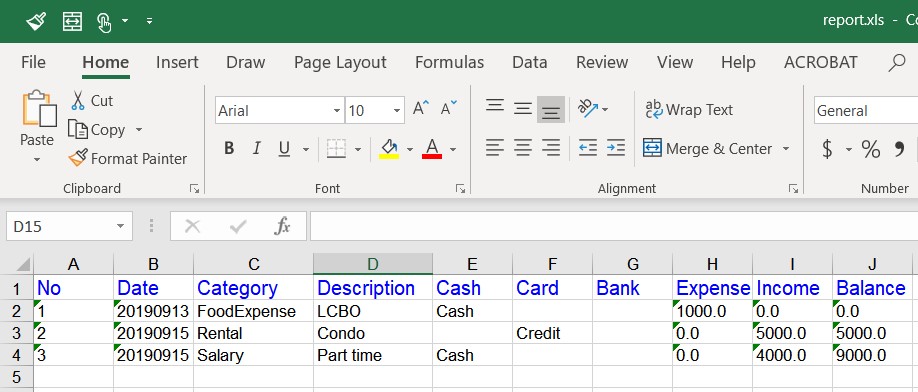 report.xls - Co
File Home Insert Draw Page Layout Formulas Data Review View Help ACROBAT
Paste
Cut
Copy
Format Painter
Clipboard
Arial 10 A A
B I U A
Font
ab Wrap Text
Merge & Center
Alignment
General
$ % ,
Number
D15 fx
A B C D E F G H I J
1 No Date Category Description Cash Card Bank Expense Income Balance
2 1 20190913 FoodExpense LCBO Cash 1000.0 0.0 0.0
3 2 20190915 Rental Condo Credit 0.0 5000.0 5000.0
4 3 20190915 Salary Part time Cash 0.0 4000.0 9000.0
5